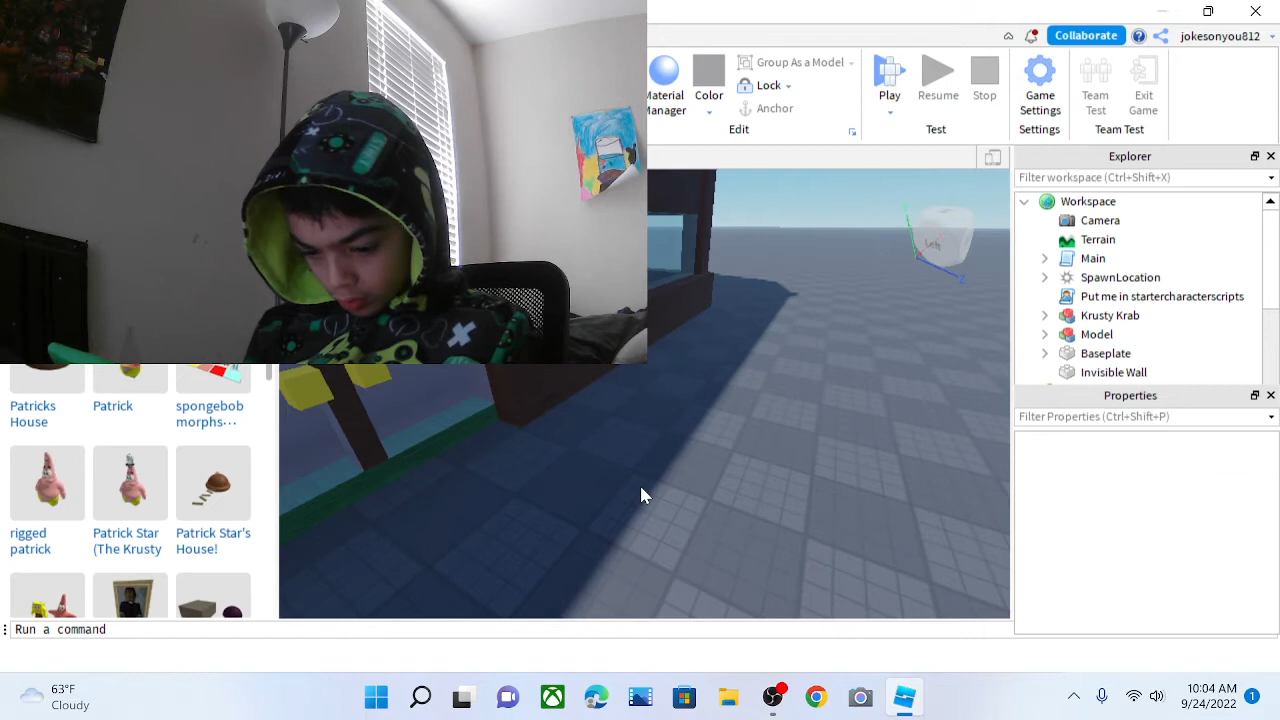 Collaborate
jokesonyou812
Material
Manager
Color
Group As a Model
Lock
Anchor
Edit
Play
Resume
Stop
Test
Game
Settings
Settings
Team
Test
Exit
Game
Team Test
Explorer
Filter workspace (Ctrl+Shift+X)
Workspace
Camera
Terrain
Main
SpawnLocation
Put me in startercharacterscripts
Krusty Krab
Model
Baseplate
Invisible Wall
Properties
Filter Properties (Ctrl+Shift+P)
Left
Z
Patricks
House
Patrick
spongebob
morphs...
rigged
patrick
Patrick Star
(The Krusty
Patrick Star's
House!
Run a command
63°F
Cloudy
10:04 AM
9/24/2022
1